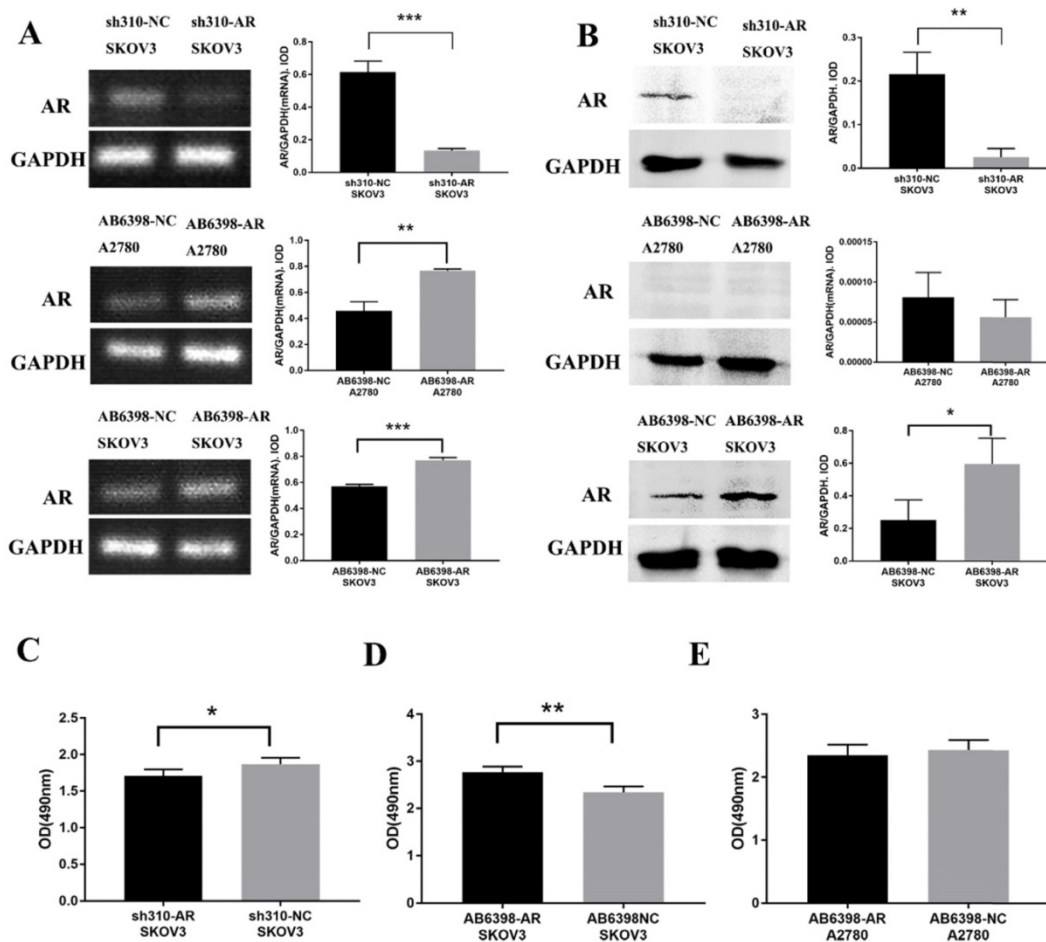 A
sh310-NC sh310-AR
SKOV3 SKOV3
AR
GAPDH
AR/GAPDH(mRNA). IOD
0.8
0.6
0.4
0.2
0.0
***
sh310-NC SKOV3
sh310-AR SKOV3
AB6398-NC AB6398-AR
A2780 A2780
AR
GAPDH
AR/GAPDH(mRNA). IOD
1.0
0.8
0.6
0.4
0.2
0.0
**
AB6398-NC A2780
AB6398-AR A2780
AB6398-NC AB6398-AR
SKOV3 SKOV3
AR
GAPDH
AR/GAPDH(mRNA). IOD
1.0
0.8
0.6
0.4
0.2
0.0
***
AB6398-NC SKOV3
AB6398-AR SKOV3
B
sh310-NC sh310-AR
SKOV3 SKOV3
AR
GAPDH
AR/GAPDH. IOD
0.3
0.2
0.1
0.0
**
sh310-NC SKOV3
sh310-AR SKOV3
AB6398-NC AB6398-AR
A2780 A2780
AR
GAPDH
AR/GAPDH(mRNA). IOD
0.00015
0.00010
0.00005
0.00000
AB6398-NC A2780
AB6398-AR A2780
AB6398-NC AB6398-AR
SKOV3 SKOV3
AR
GAPDH
AR/GAPDH. IOD
0.8
0.6
0.4
0.2
0.0
*
AB6398-NC SKOV3
AB6398-AR SKOV3
C
OD(490nm)
2.5
2.0
1.5
1.0
0.5
0.0
*
sh310-AR SKOV3
sh310-NC SKOV3
D
OD(490nm)
4
3
2
1
0
**
AB6398-AR SKOV3
AB6398NC SKOV3
E
OD(490nm)
3
2
1
0
AB6398-AR A2780
AB6398-NC A2780